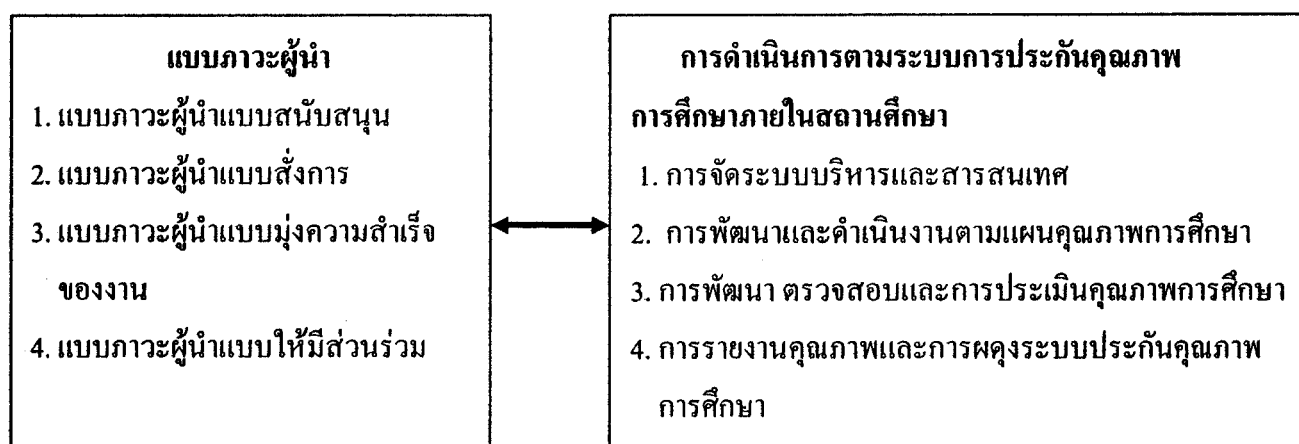 แบบภาวะผู้นำ
1. แบบภาวะผู้นำแบบสนับสนุน
2. แบบภาวะผู้นำแบบสั่งการ
3. แบบภาวะผู้นำแบบมุ่งความสำเร็จ
ของงาน
4. แบบภาวะผู้นำแบบให้มีส่วนร่วม
การดำเนินการตามระบบการประกันคุณภาพ
การศึกษาภายในสถานศึกษา
1. การจัดระบบบริหารและสารสนเทศ
2. การพัฒนาและดำเนินงานตามแผนคุณภาพการศึกษา
3. การพัฒนา ตรวจสอบและการประเมินคุณภาพการศึกษา
4. การรายงานคุณภาพและการผดุงระบบประกันคุณภาพ
การศึกษา